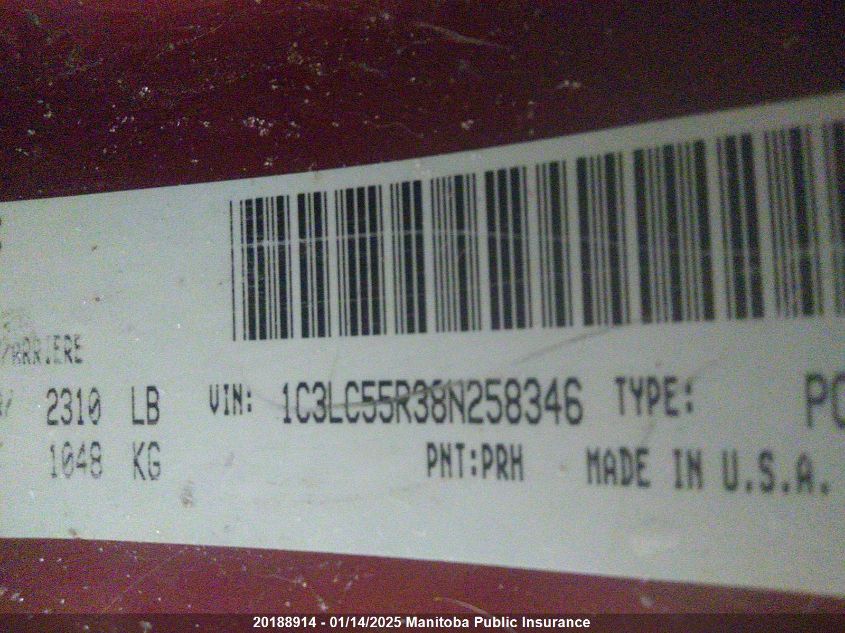 ARRIERE
2310 LB VIN: 1C3LC55R38N258346 TYPE: PC
1048 KG PNT:PRH MADE IN U.S.A.
20188914 - 01/14/2025 Manitoba Public Insurance